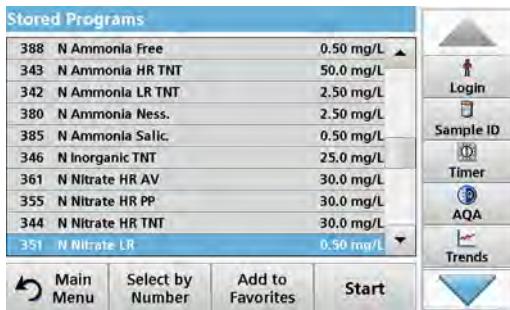 Stored Programs
388 N Ammonia Free 0.50 mg/L
343 N Ammonia HR TNT 50.0 mg/L
342 N Ammonia LR TNT 2.50 mg/L
380 N Ammonia Ness. 2.50 mg/L
385 N Ammonia Salic. 0.50 mg/L
346 N Inorganic TNT 25.0 mg/L
361 N Nitrate HR AV 30.0 mg/L
355 N Nitrate HR PP 30.0 mg/L
344 N Nitrate HR TNT 30.0 mg/L
351 N Nitrate LR 0.50 mg/L
Login
Sample ID
Timer
AQA
Trends
Main
Menu
Select by
Number
Add to
Favorites
Start